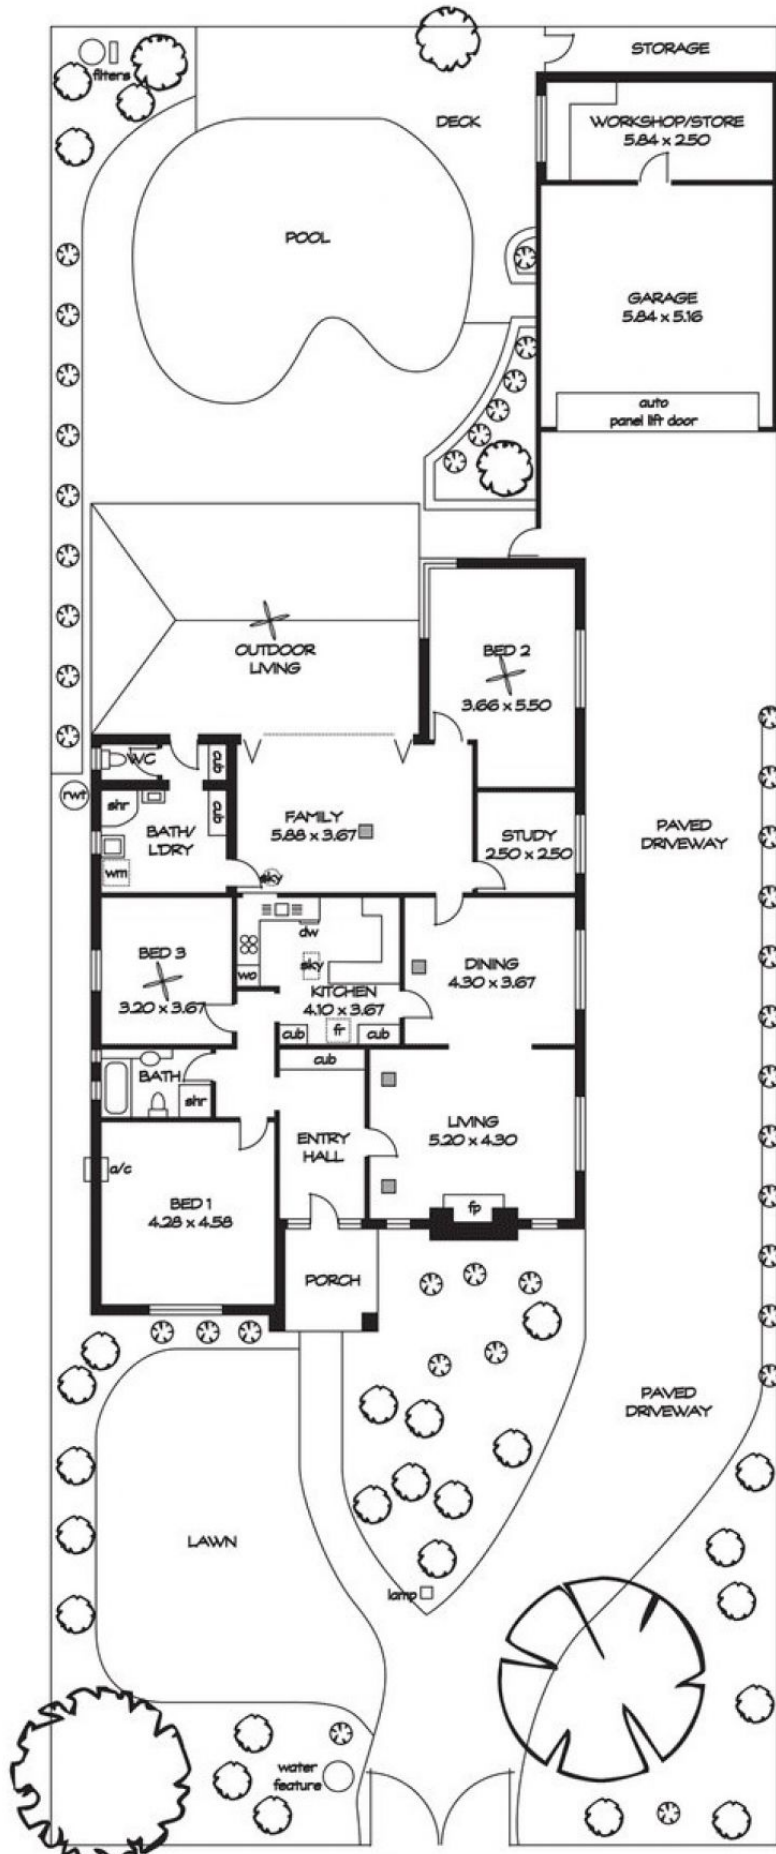 STORAGE
filters
DECK
WORKSHOP/STORE
5.84 x 2.50
POOL
GARAGE
5.84 x 5.16
auto
panel lift door
OUTDOOR
LIVING
BED 2
3.66 x 5.50
WC
cub
rwt
shr
cub
BATH/
L'DRY
wm
FAMILY
5.88 x 3.67
STUDY
2.50 x 2.50
PAVED
DRIVEWAY
sky
dw
BED 3
3.20 x 3.67
wo
sky
KITCHEN
4.10 x 3.67
DINING
4.30 x 3.67
cub
fr
cub
cub
BATH
shr
ENTRY
HALL
LIVING
5.20 x 4.30
a/c
BED 1
4.28 x 4.58
fp
PORCH
PAVED
DRIVEWAY
LAWN
lamp
water
feature